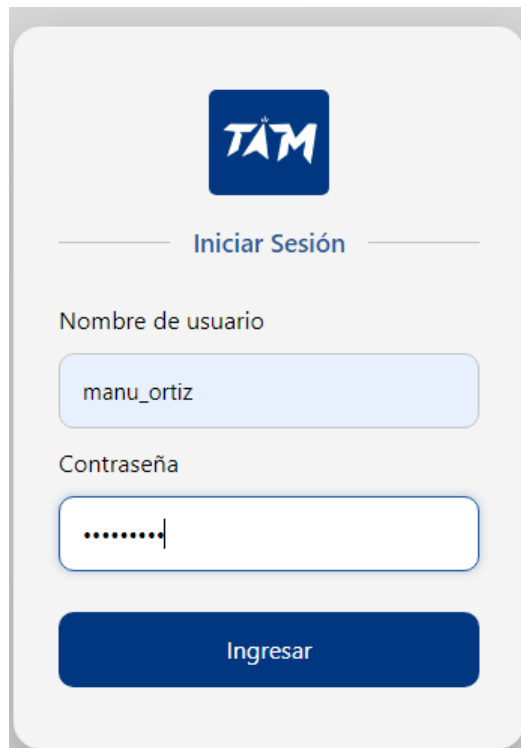 TAM
Iniciar Sesión
Nombre de usuario
manu_ortiz
Contraseña
•••••••••
Ingresar